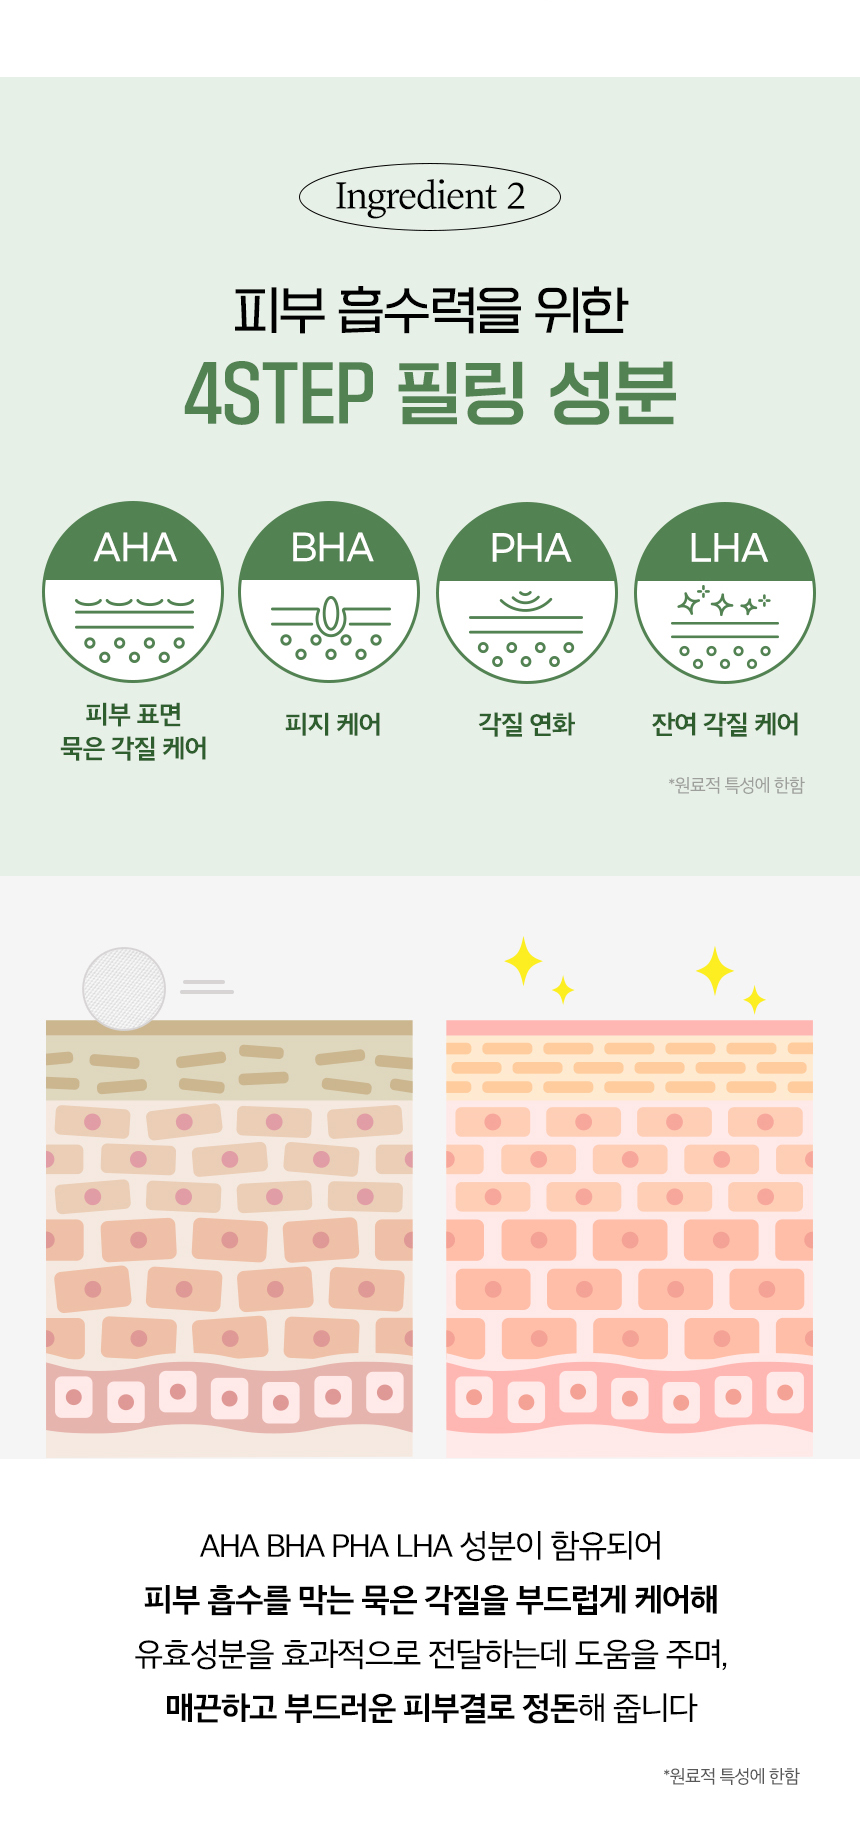 Ingredient 2
피부 흡수력을 위한
4STEP 필링 성분
AHA
BHA
PHA
LHA
피부 표면
묵은 각질 케어
피지 케어
각질 연화
잔여 각질 케어
*원료적 특성에 한함
AHA BHA PHA LHA 성분이 함유되어
피부 흡수를 막는 묵은 각질을 부드럽게 케어해
유효성분을 효과적으로 전달하는데 도움을 주며,
매끈하고 부드러운 피부결로 정돈해 줍니다
*원료적 특성에 한함